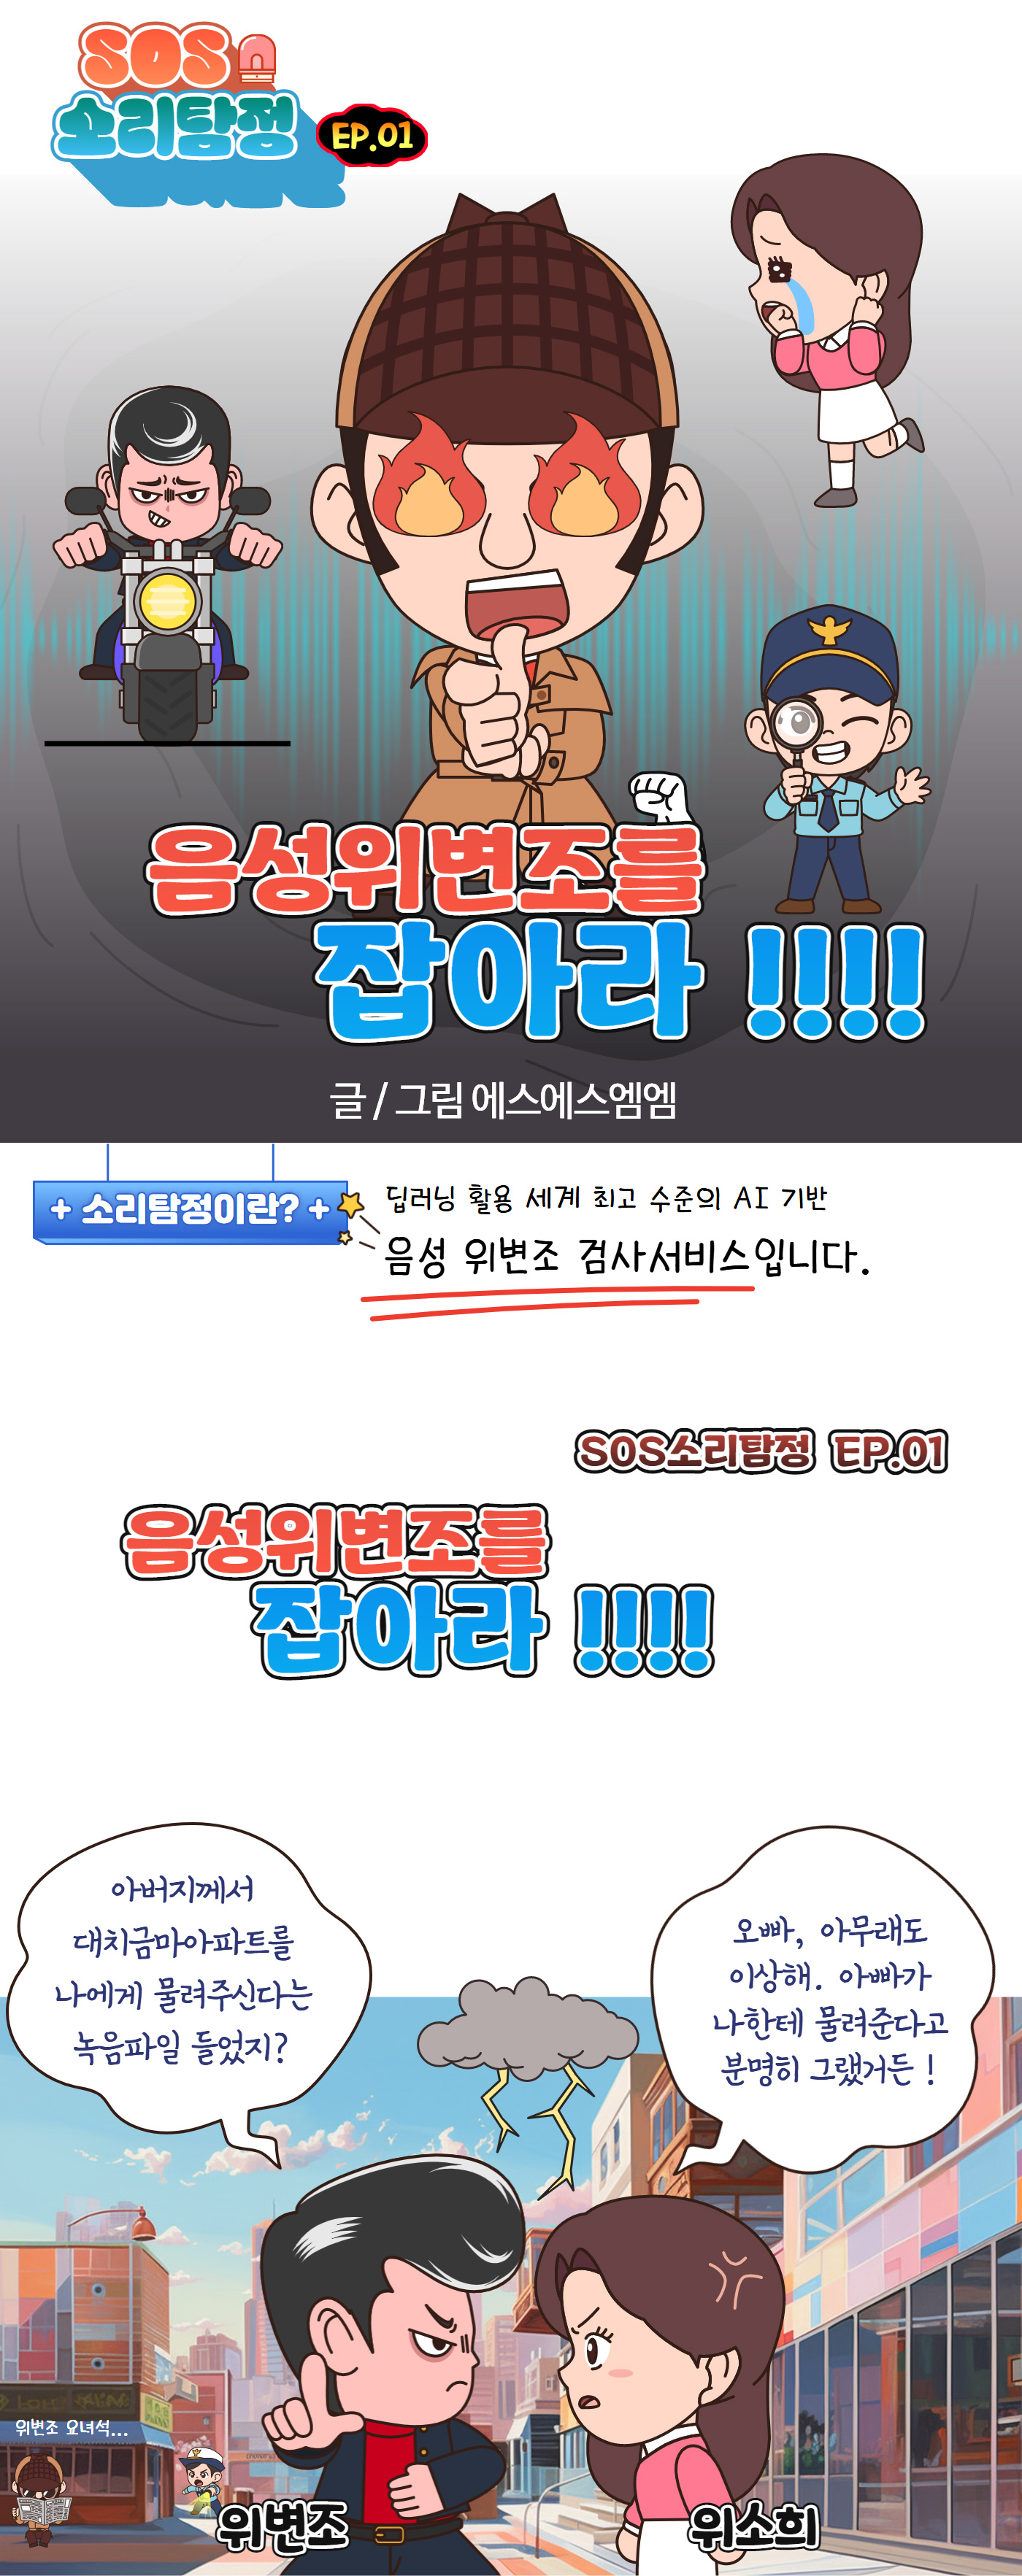 SOS
소리탐정
EP.01
음성위변조를
잡아라 !!!!
글 / 그림 에스에스엠엠
+ 소리탐정이란? +
딥러닝 활용 세계 최고 수준의 AI 기반
음성 위변조 검사서비스입니다.
SOS소리탐정 EP.01
음성위변조를
잡아라 !!!!
아버지께서
대치금마아파트를
나에게 물려주신다는
녹음파일 들었지?
오빠, 아무래도
이상해. 아빠가
나한테 물려준다고
분명히 그랬거든 !
위변조 요녀석...
위변조
위소희